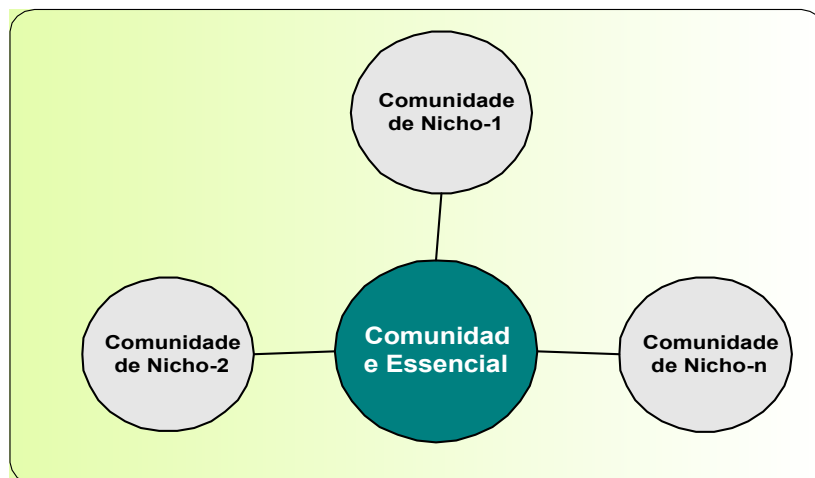 Comunidade
de Nicho-1
Comunidade
de Nicho-2
Comunidad
e Essencial
Comunidade
de Nicho-n